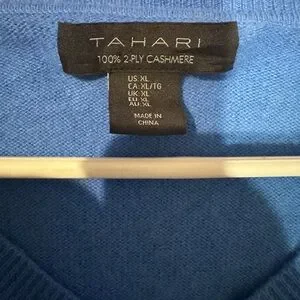 TAHARI
100% 2-PLY CASHMERE
US: XL
CA: XL/TG
UK: XL
EU: XL
AU: XL
MADE IN
CHINA